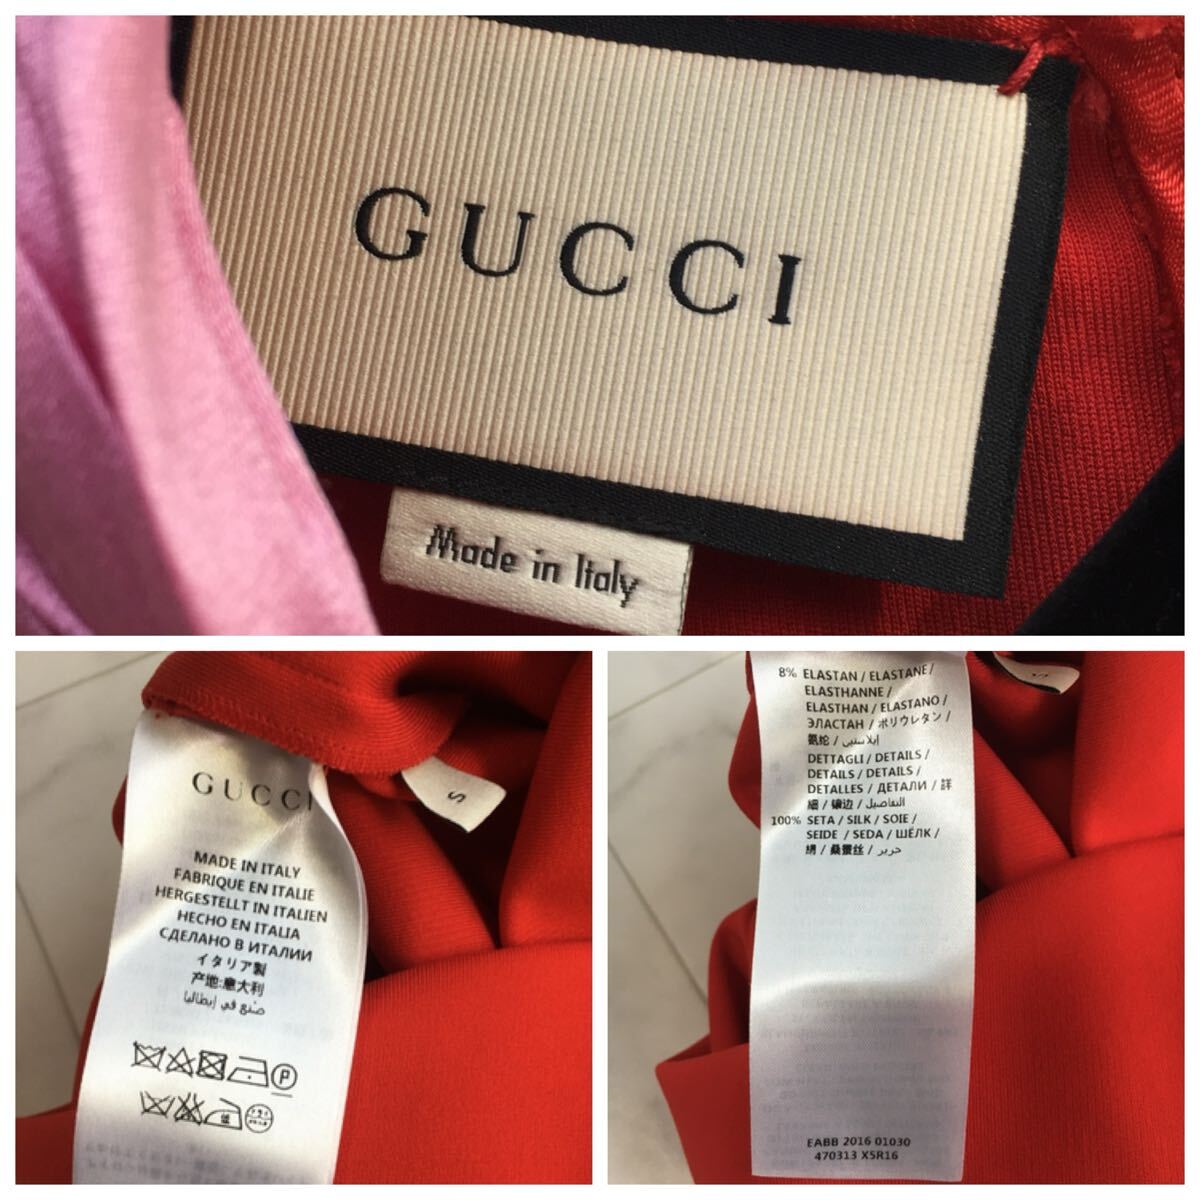 GUCCI
Made in Italy
GUCCI
S
MADE IN ITALY
FABRIQUE EN ITALIE
HERGESTELLT IN ITALIEN
HECHO EN ITALIA
СДЕЛАНО В ИТАЛИИ
イタリア製
产地:意大利
صنع في إيطاليا
P
8% ELASTAN / ELASTANE /
ELASTHANNE /
ELASTHAN / ELASTANO /
ЭЛАСТАН / ポリウレタン /
氨纶 / إيلاستين
DETTAGLI / DETAILS /
DETAILS / DETAILS /
DETALLES / ДЕТАЛИ / 詳
細 / 镶边 / التفاصيل
100% SETA / SILK / SOIE /
SEIDE / SEDA / ШЁЛК /
絹 / 桑蚕丝 / حرير
EABB 2016 01030
470313 X5R16